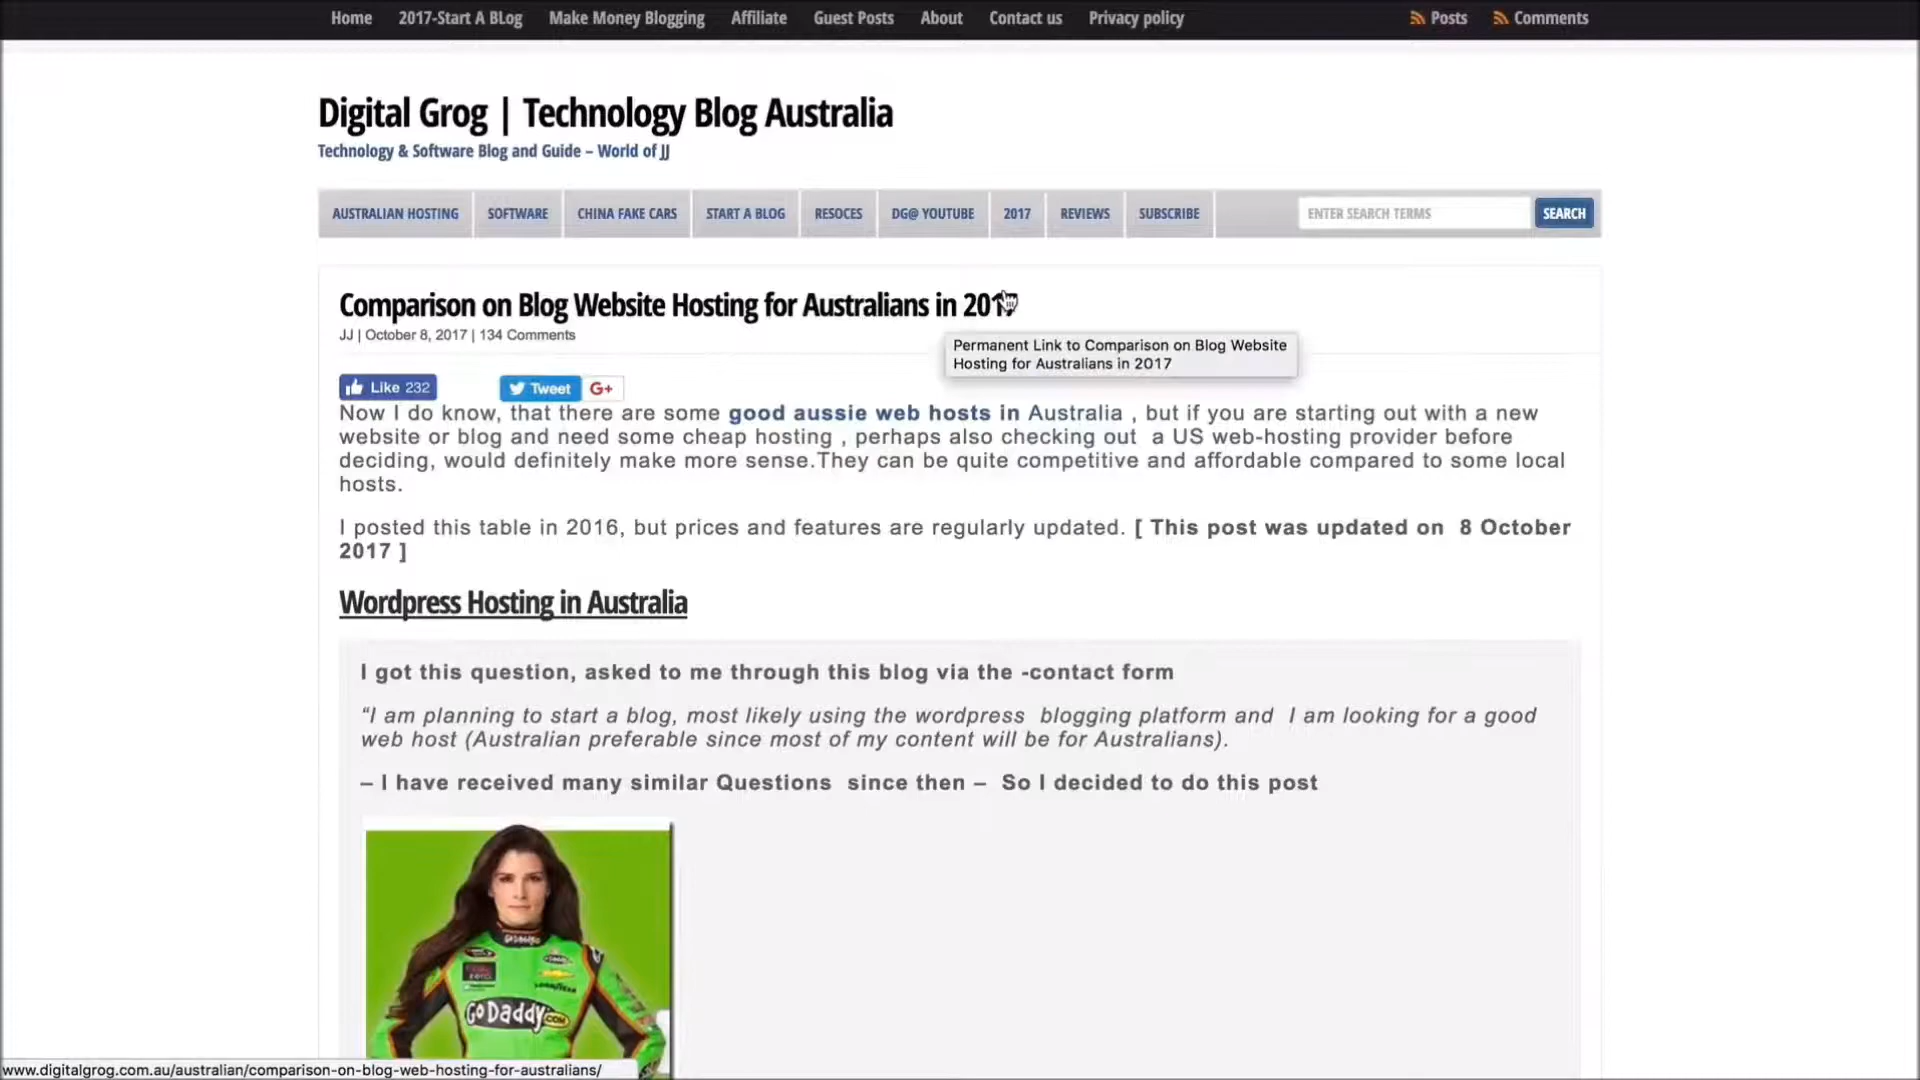 Home 2017-Start A BLog Make Money Blogging Affiliate Guest Posts About Contact us Privacy policy Posts Comments
Digital Grog | Technology Blog Australia
Technology & Software Blog and Guide – World of JJ
AUSTRALIAN HOSTING SOFTWARE CHINA FAKE CARS START A BLOG RESOCES DG@ YOUTUBE 2017 REVIEWS SUBSCRIBE ENTER SEARCH TERMS SEARCH
Comparison on Blog Website Hosting for Australians in 2017
JJ | October 8, 2017 | 134 Comments
Permanent Link to Comparison on Blog Website
Hosting for Australians in 2017
Like 232 Tweet G+
Now I do know, that there are some good aussie web hosts in Australia , but if you are starting out with a new
website or blog and need some cheap hosting , perhaps also checking out a US web-hosting provider before
deciding, would definitely make more sense.They can be quite competitive and affordable compared to some local
hosts.
I posted this table in 2016, but prices and features are regularly updated. [ This post was updated on 8 October
2017 ]
Wordpress Hosting in Australia
I got this question, asked to me through this blog via the -contact form
“I am planning to start a blog, most likely using the wordpress blogging platform and I am looking for a good
web host (Australian preferable since most of my content will be for Australians).
– I have received many similar Questions since then – So I decided to do this post
GoDaddy
GoDaddy.COM
www.digitalgrog.com.au/australian/comparison-on-blog-web-hosting-for-australians/